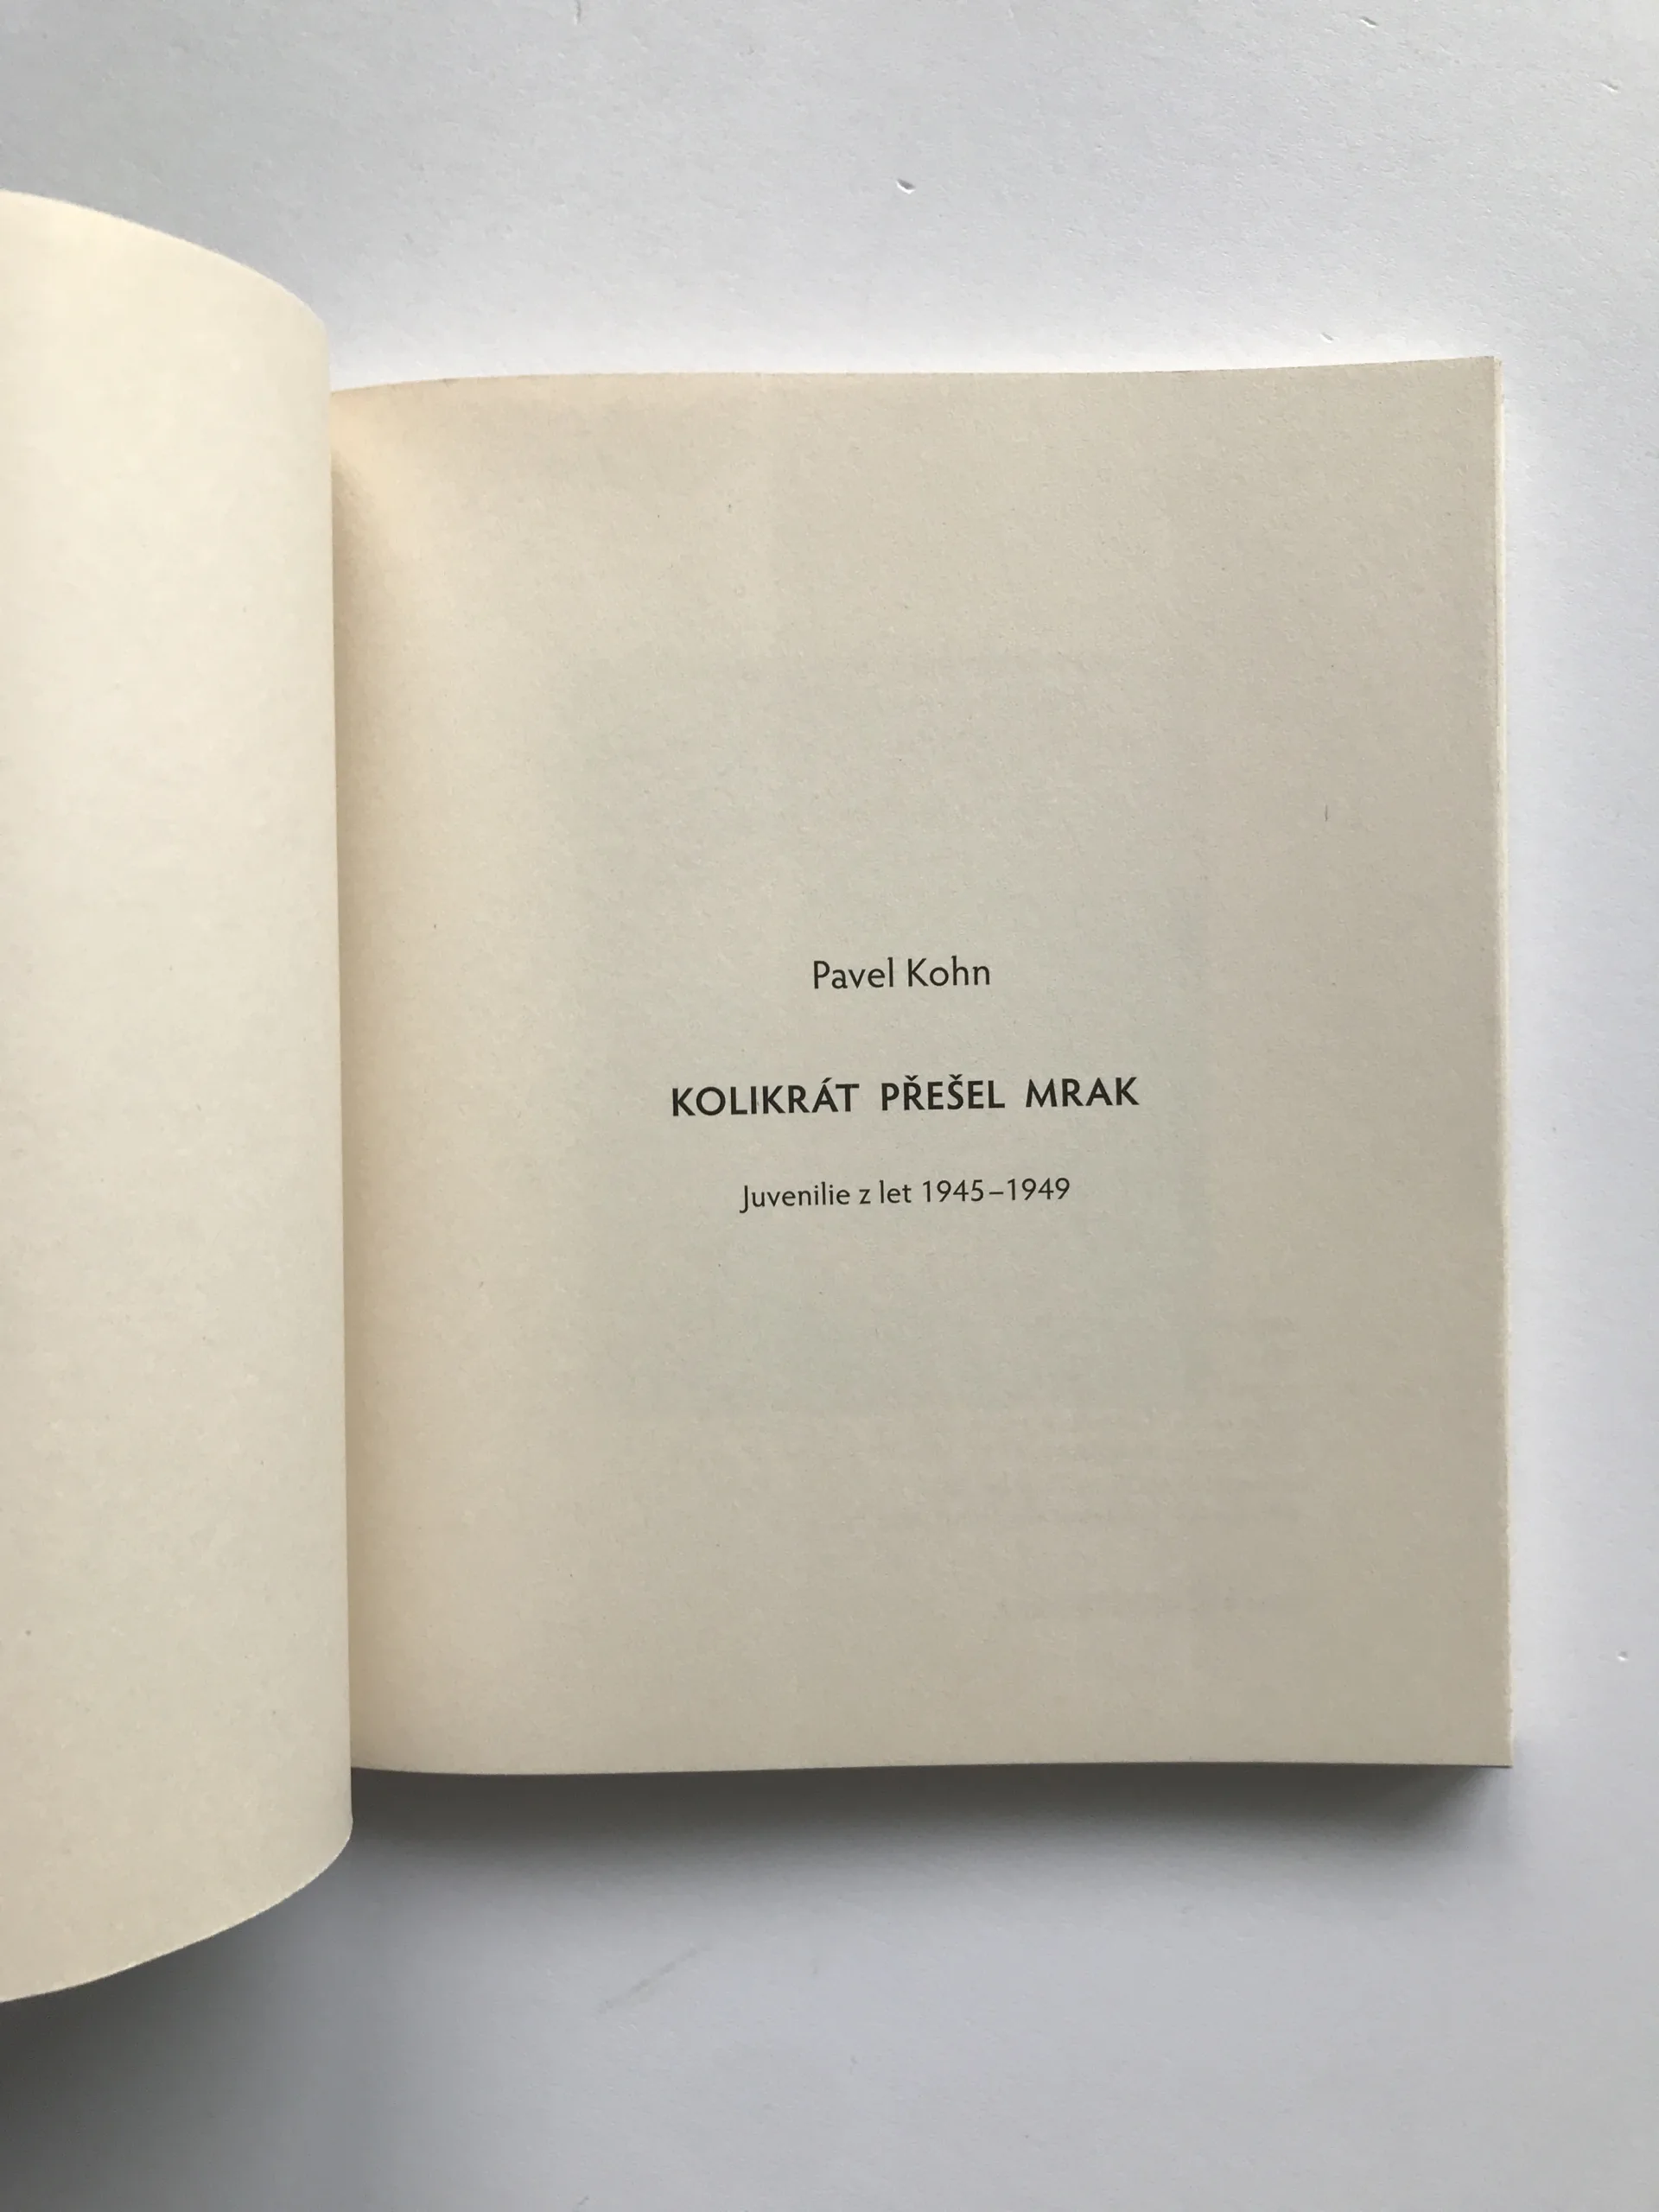 Pavel Kohn
KOLIKRÁT PŘEŠEL MRAK
Juvenilie z let 1945–1949